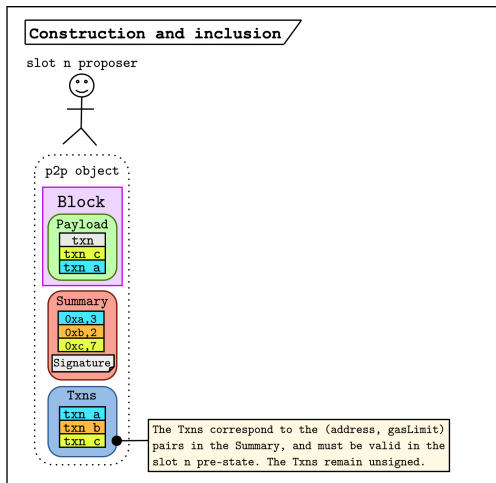 Construction and inclusion
slot n proposer
p2p object
Block
Payload
txn
txn c
txn a
Summary
0xa,3
0xb,2
0xc,7
Signature
Txns
txn a
txn b
txn c
The Txns correspond to the (address, gasLimit)
pairs in the Summary, and must be valid in the
slot n pre-state. The Txns remain unsigned.